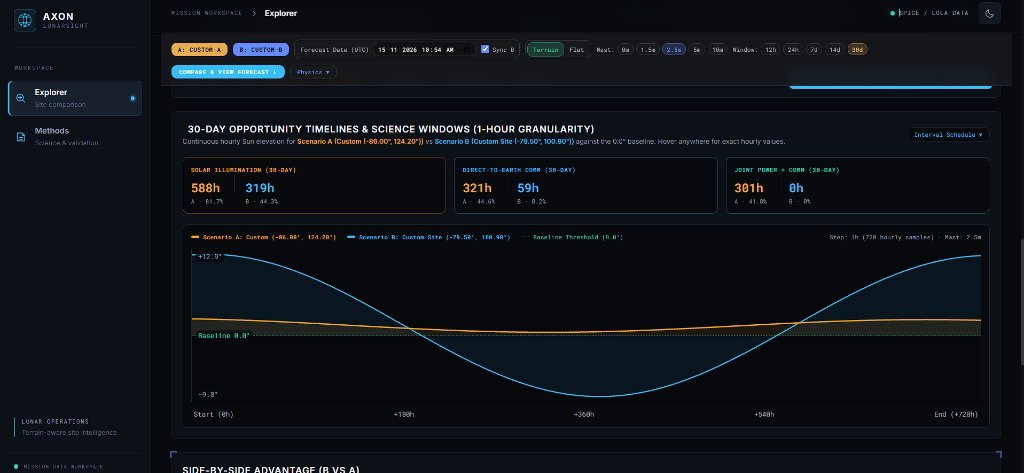 AXON
LUNARSIGHT
MISSION WORKSPACE > Explorer
SPICE / LOLA DATA
A: CUSTOM A B: CUSTOM B Forecast Date (UTC) 15 11 2026 10:54 AM Sync B Terrain Flat Mast: 0m 1.5m 2.5m 5m 10m Window: 12h 24h 7d 14d 30d
COMPARE & VIEW FORECAST ↓ Physics ▾
WORKSPACE
Explorer
Site comparison
Methods
Science & validation
30-DAY OPPORTUNITY TIMELINES & SCIENCE WINDOWS (1-HOUR GRANULARITY)
Continuous hourly Sun elevation for Scenario A (Custom (-86.00°, 124.20°)) vs Scenario B (Custom Site (-79.50°, 100.90°)) against the 0.0° baseline. Hover anywhere for exact hourly values.
Interval Schedule ▾
SOLAR ILLUMINATION (30-DAY)
588h 319h
A · 81.7% B · 44.3%
DIRECT-TO-EARTH COMM (30-DAY)
321h 59h
A · 44.6% B · 8.2%
JOINT POWER + COMM (30-DAY)
301h 0h
A · 41.8% B · 0%
Scenario A: Custom (-86.00°, 124.20°) Scenario B: Custom Site (-79.50°, 100.90°) Baseline Threshold (0.0°)
Step: 1h (720 hourly samples) · Mast: 2.5m
+12.9°
Baseline 0.0°
-9.8°
Start (0h) +180h +360h +540h End (+720h)
LUNAR OPERATIONS
Terrain-aware site intelligence
MISSION DATA WORKSPACE
SIDE-BY-SIDE ADVANTAGE (B VS A)